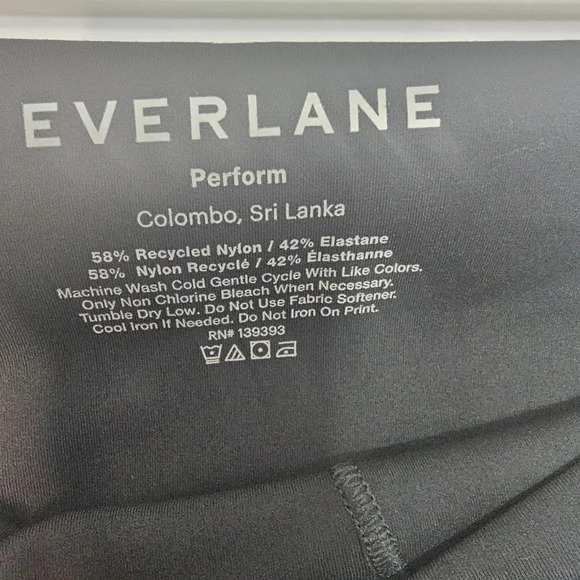 EVERLANE
Perform
Colombo, Sri Lanka
58% Recycled Nylon / 42% Elastane
58% Nylon Recyclé / 42% Élasthanne
Machine Wash Cold Gentle Cycle With Like Colors.
Only Non Chlorine Bleach When Necessary.
Tumble Dry Low. Do Not Use Fabric Softener.
Cool Iron If Needed. Do Not Iron On Print.
RN# 139393